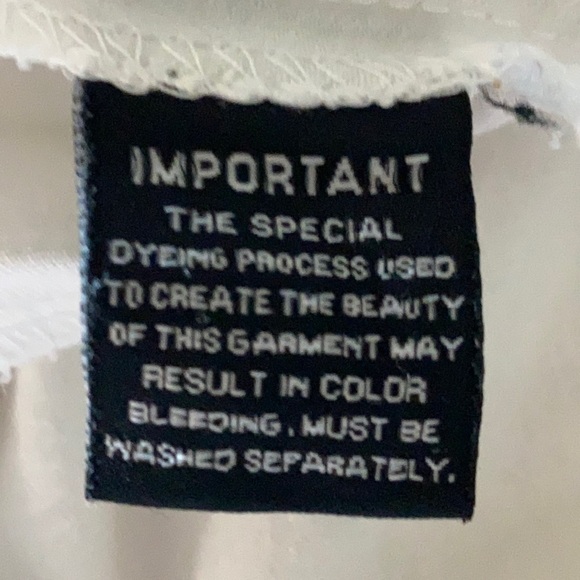 IMPORTANT
THE SPECIAL
DYEING PROCESS USED
TO CREATE THE BEAUTY
OF THIS GARMENT MAY
RESULT IN COLOR
BLEEDING. MUST BE
WASHED SEPARATELY.